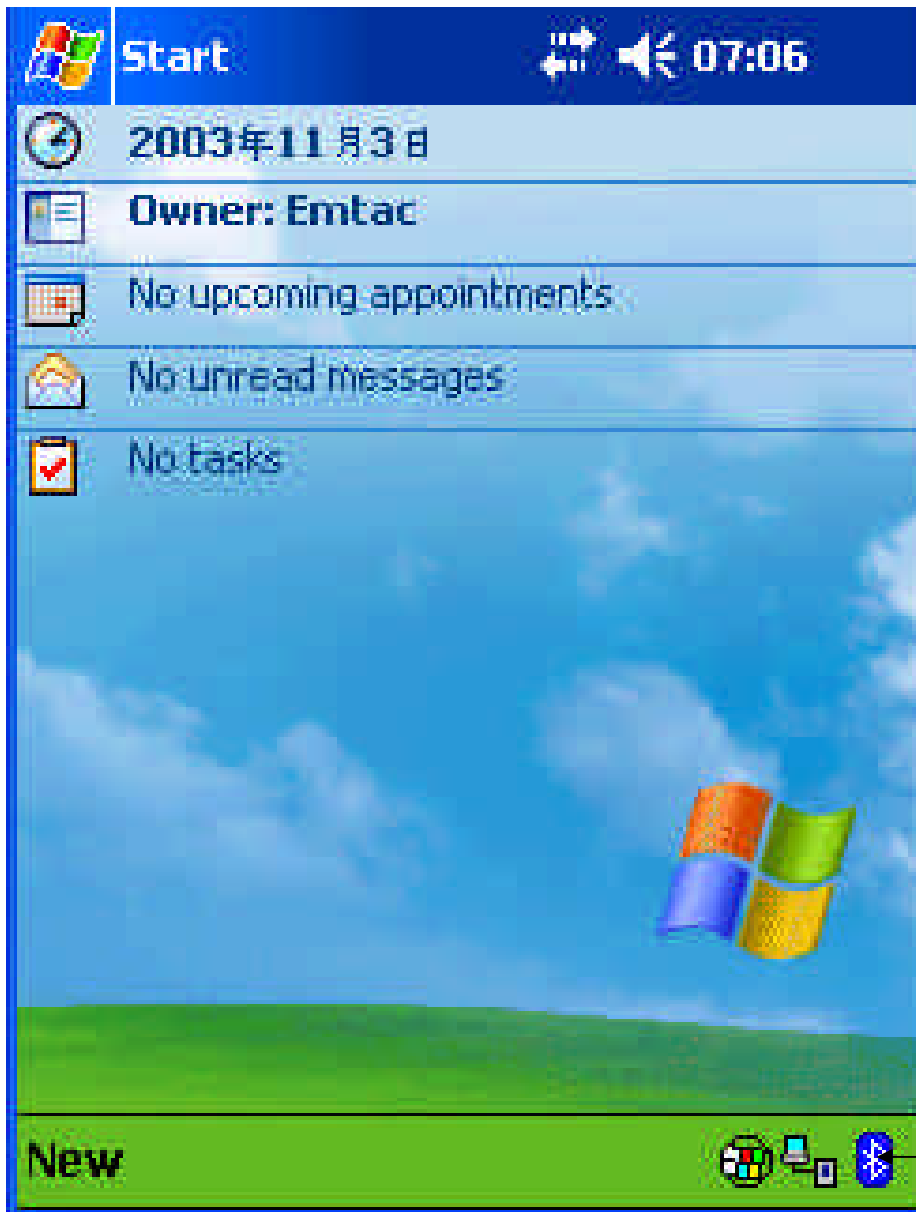 Start 07:06
2003年11月3日
Owner: Emtac
No upcoming appointments
No unread messages
No tasks
New